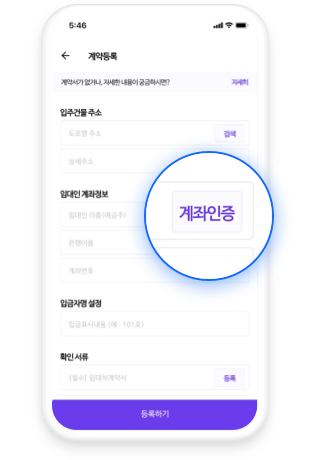 5:46
← 계약등록
계약서가 없거나, 자세한 내용이 궁금하시면? 자세히
입주건물 주소
도로명 주소 검색
상세주소
임대인 계좌정보
임대인 이름(예금주)
계좌인증
은행이름
계좌번호
입금자명 설정
입금표시내용 (예 : 101호)
확인 서류
[필수] 임대차계약서 등록
등록하기